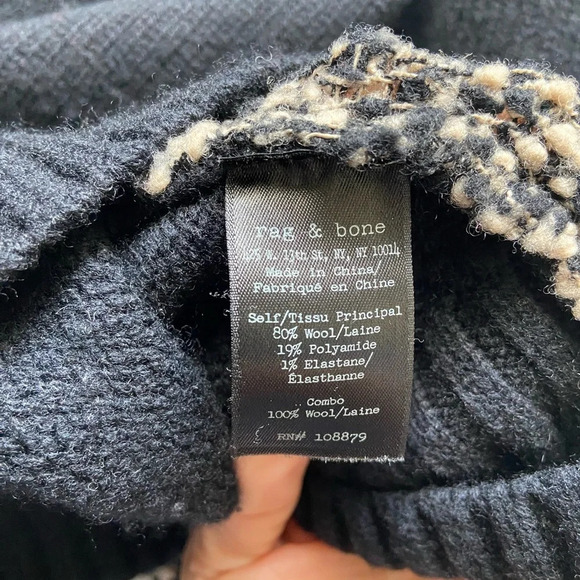 rag & bone
W. 13th St, NY, NY 10014
Made in China/
Fabriqué en Chine
Self/Tissu Principal
80% Wool/Laine
19% Polyamide
1% Elastane/
Élasthanne
Combo
100% Wool/Laine
RN# 108879